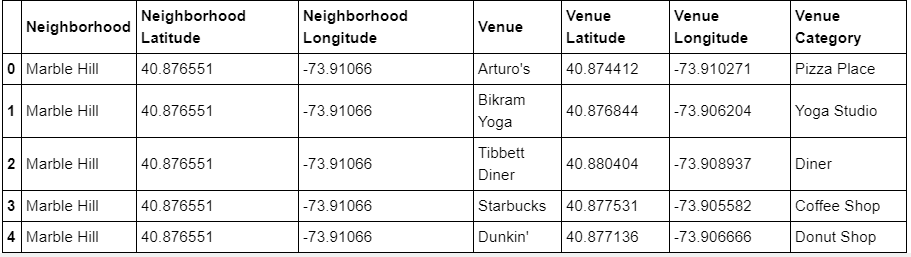 Neighborhood Neighborhood Latitude Neighborhood Longitude Venue Venue Latitude Venue Longitude Venue Category
0 Marble Hill 40.876551 -73.91066 Arturo's 40.874412 -73.910271 Pizza Place
1 Marble Hill 40.876551 -73.91066 Bikram Yoga 40.876844 -73.906204 Yoga Studio
2 Marble Hill 40.876551 -73.91066 Tibbett Diner 40.880404 -73.908937 Diner
3 Marble Hill 40.876551 -73.91066 Starbucks 40.877531 -73.905582 Coffee Shop
4 Marble Hill 40.876551 -73.91066 Dunkin' 40.877136 -73.906666 Donut Shop